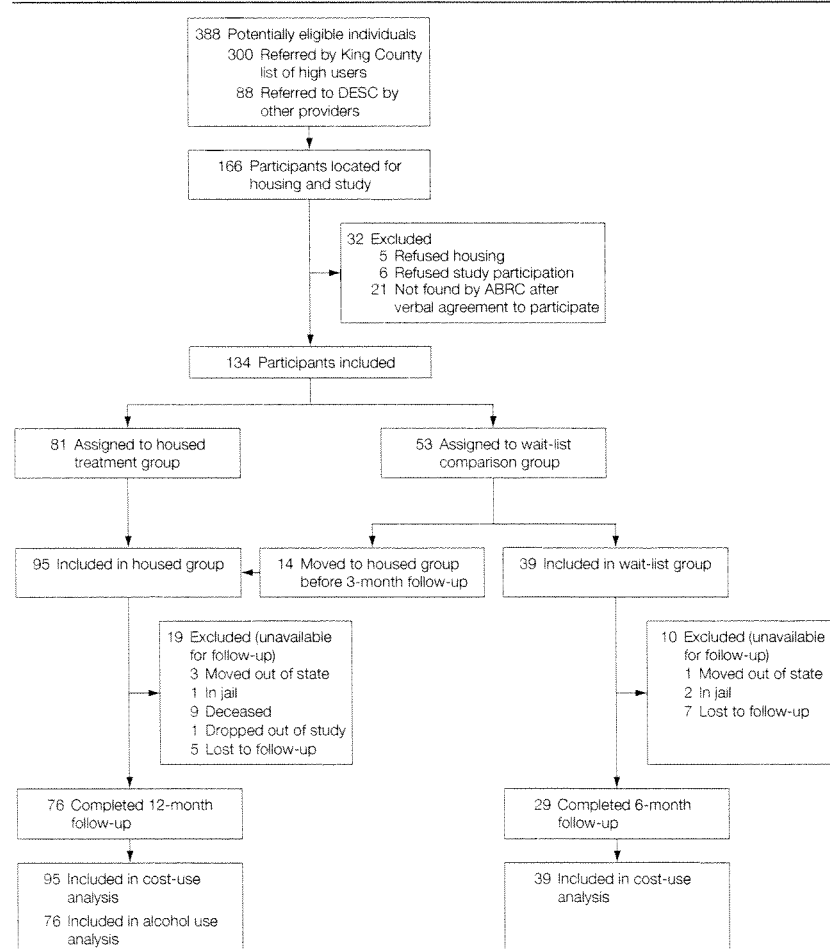 388 Potentially eligible individuals
300 Referred by King County
list of high users
88 Referred to DESC by
other providers
166 Participants located for
housing and study
32 Excluded
5 Refused housing
6 Refused study participation
21 Not found by ABRC after
verbal agreement to participate
134 Participants included
81 Assigned to housed
treatment group
53 Assigned to wait-list
comparison group
95 Included in housed group
14 Moved to housed group
before 3-month follow-up
39 Included in wait-list group
19 Excluded (unavailable
for follow-up)
3 Moved out of state
1 In jail
9 Deceased
1 Dropped out of study
5 Lost to follow-up
10 Excluded (unavailable
for follow-up)
1 Moved out of state
2 In jail
7 Lost to follow-up
76 Completed 12-month
follow-up
29 Completed 6-month
follow-up
95 Included in cost-use
analysis
76 Included in alcohol use
analysis
39 Included in cost-use
analysis